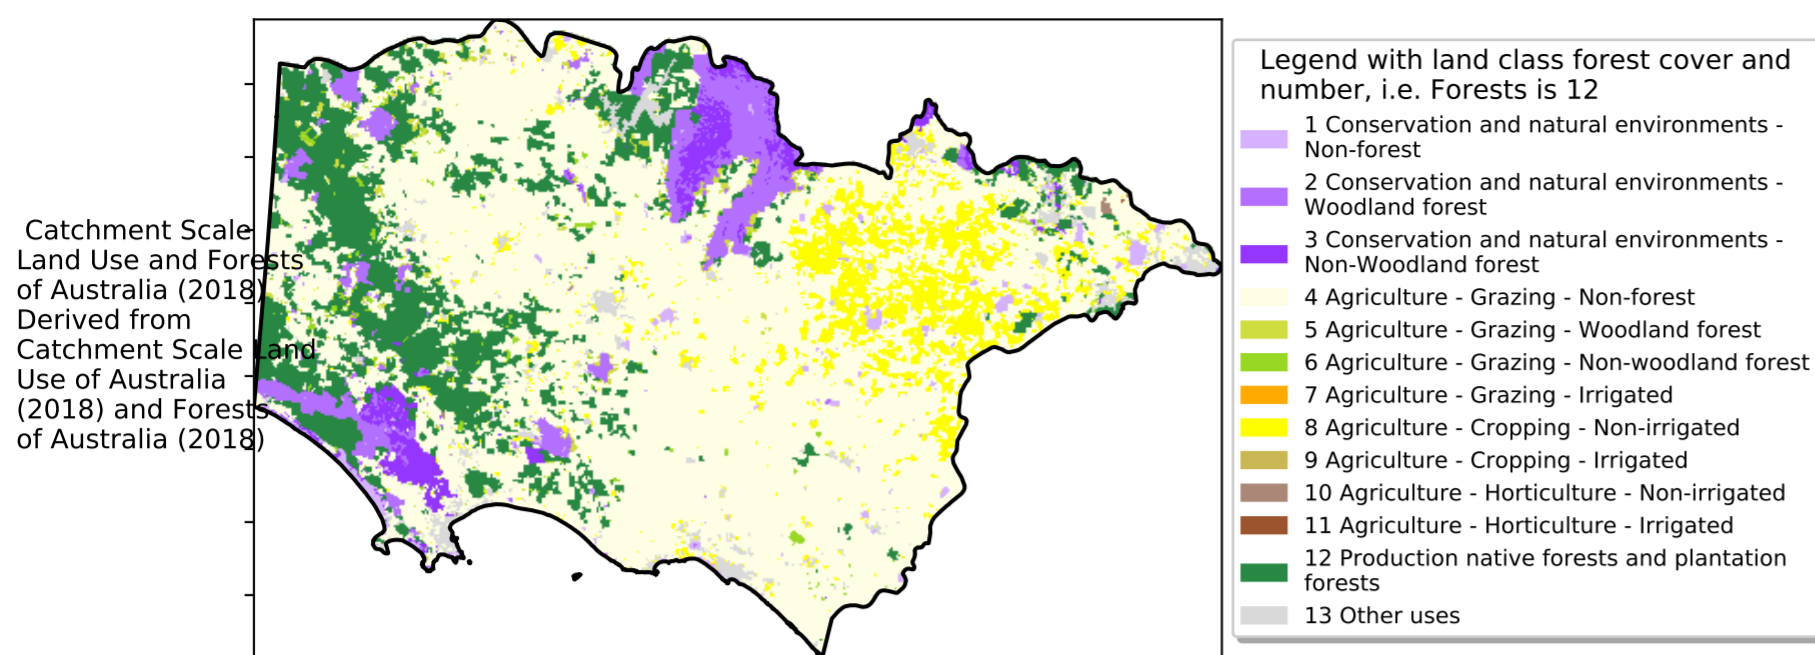 Catchment Scale
Land Use and Forests
of Australia (2018)
Derived from
Catchment Scale Land
Use of Australia
(2018) and Forests
of Australia (2018)
Legend with land class forest cover and
number, i.e. Forests is 12
1 Conservation and natural environments -
Non-forest
2 Conservation and natural environments -
Woodland forest
3 Conservation and natural environments -
Non-Woodland forest
4 Agriculture - Grazing - Non-forest
5 Agriculture - Grazing - Woodland forest
6 Agriculture - Grazing - Non-woodland forest
7 Agriculture - Grazing - Irrigated
8 Agriculture - Cropping - Non-irrigated
9 Agriculture - Cropping - Irrigated
10 Agriculture - Horticulture - Non-irrigated
11 Agriculture - Horticulture - Irrigated
12 Production native forests and plantation
forests
13 Other uses